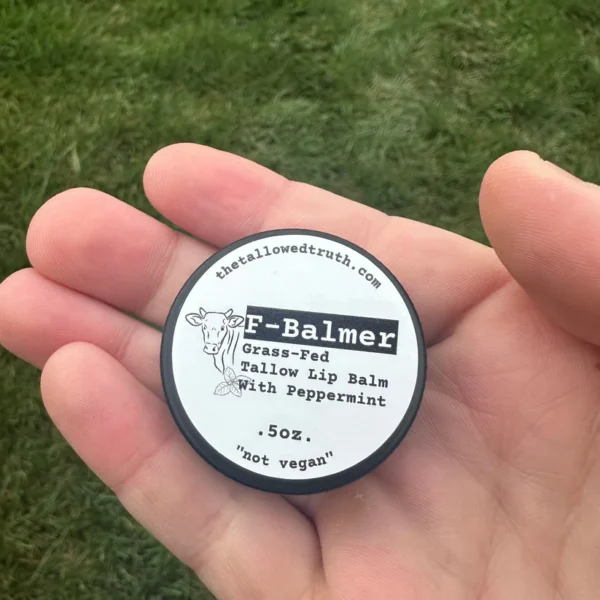 thetallowedtruth.com
F-Balmer
Grass-Fed
Tallow Lip Balm
With Peppermint
.5oz.
"not vegan"